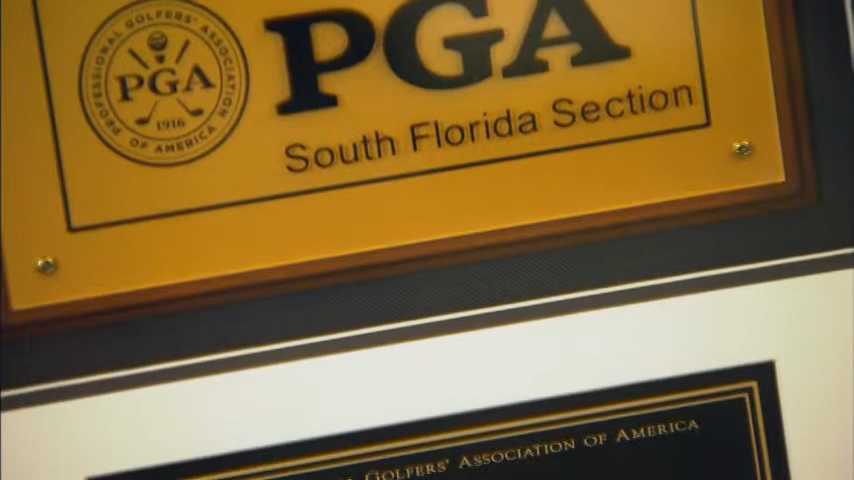 PROFESSIONAL GOLFERS' ASSOCIATION
PGA
1916
OF AMERICA
PGA
South Florida Section
GOLFERS' ASSOCIATION OF AMERICA